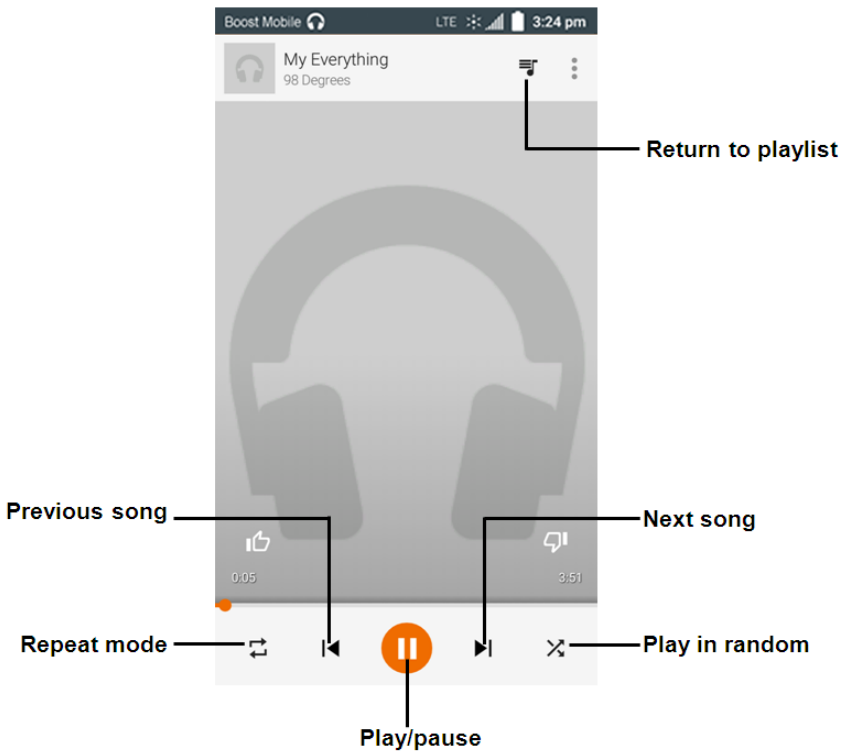 Boost Mobile LTE 3:24 pm
My Everything
98 Degrees
Return to playlist
Previous song
Next song
0:05 3:51
Repeat mode
Play in random
Play/pause